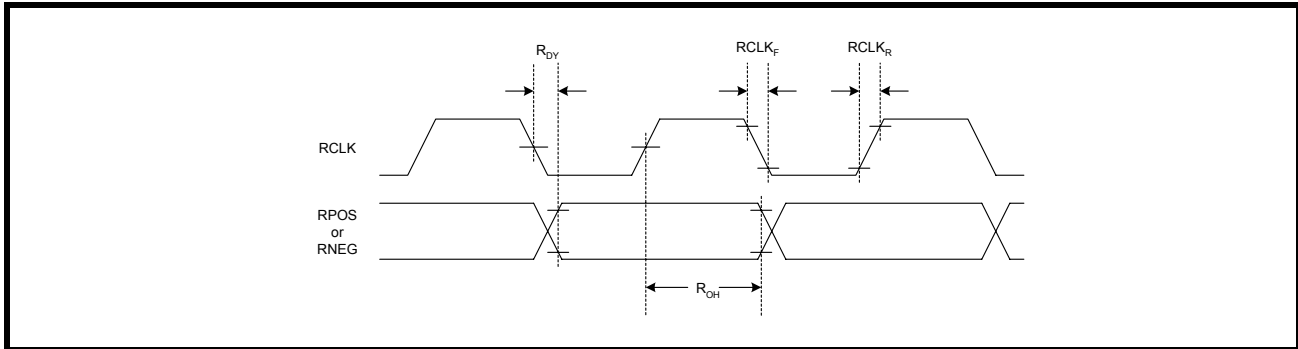 R_DY
RCLK_F
RCLK_R
RCLK
RPOS
or
RNEG
R_OH